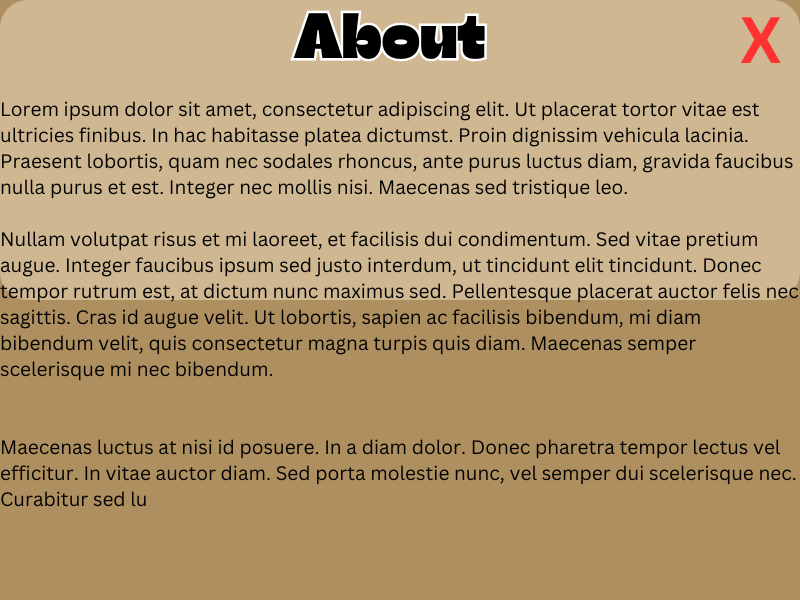 About
X
Lorem ipsum dolor sit amet, consectetur adipiscing elit. Ut placerat tortor vitae est
ultricies finibus. In hac habitasse platea dictumst. Proin dignissim vehicula lacinia.
Praesent lobortis, quam nec sodales rhoncus, ante purus luctus diam, gravida faucibus
nulla purus et est. Integer nec mollis nisi. Maecenas sed tristique leo.
Nullam volutpat risus et mi laoreet, et facilisis dui condimentum. Sed vitae pretium
augue. Integer faucibus ipsum sed justo interdum, ut tincidunt elit tincidunt. Donec
tempor rutrum est, at dictum nunc maximus sed. Pellentesque placerat auctor felis nec
sagittis. Cras id augue velit. Ut lobortis, sapien ac facilisis bibendum, mi diam
bibendum velit, quis consectetur magna turpis quis diam. Maecenas semper
scelerisque mi nec bibendum.
Maecenas luctus at nisi id posuere. In a diam dolor. Donec pharetra tempor lectus vel
efficitur. In vitae auctor diam. Sed porta molestie nunc, vel semper dui scelerisque nec.
Curabitur sed lu